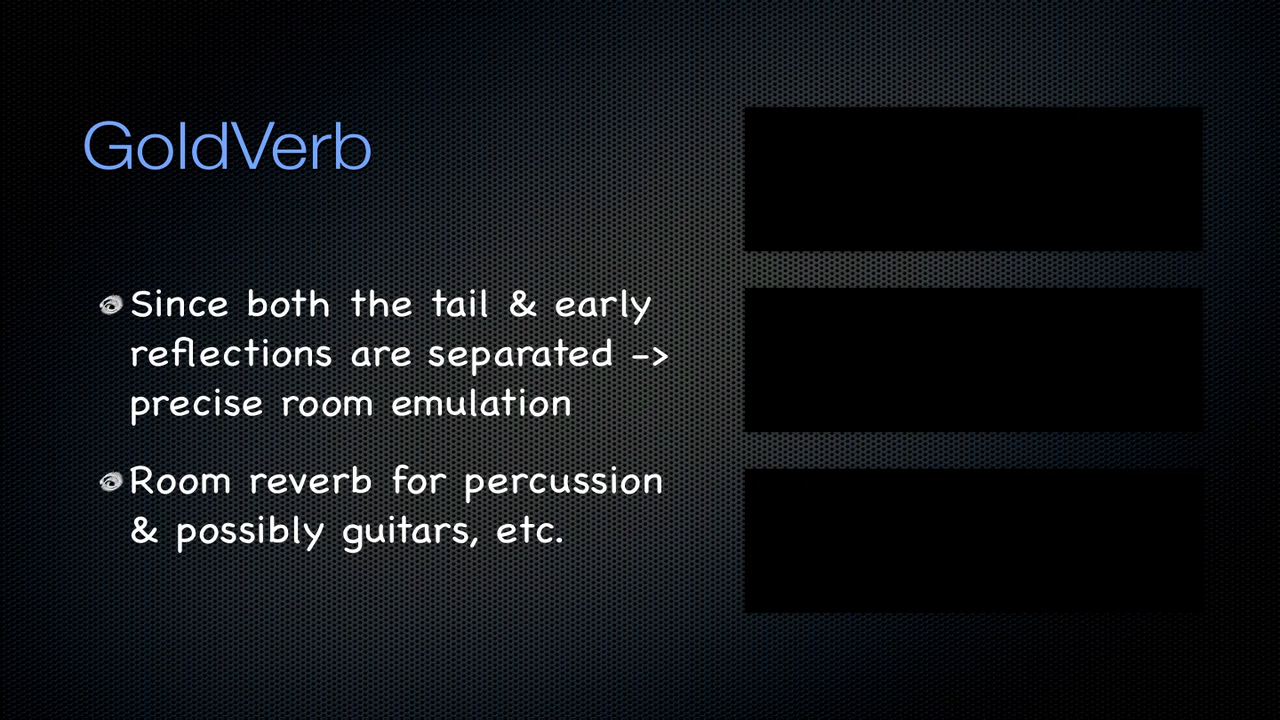 GoldVerb
Since both the tail & early
reflections are separated ->
precise room emulation
Room reverb for percussion
& possibly guitars, etc.